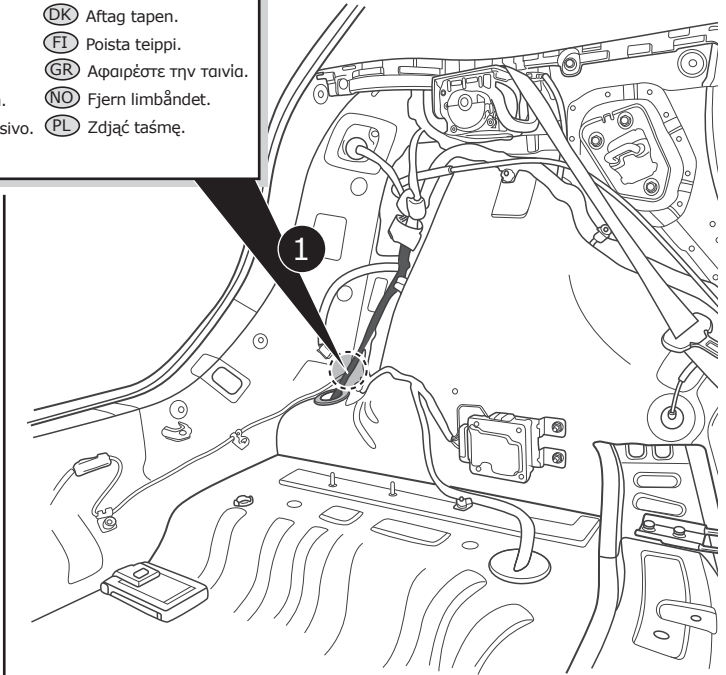 DK Aftag tapen.
FI Poista teippi.
GR Αφαιρέστε την ταινία.
NO Fjern limbåndet.
PL Zdjąć taśmę.
1